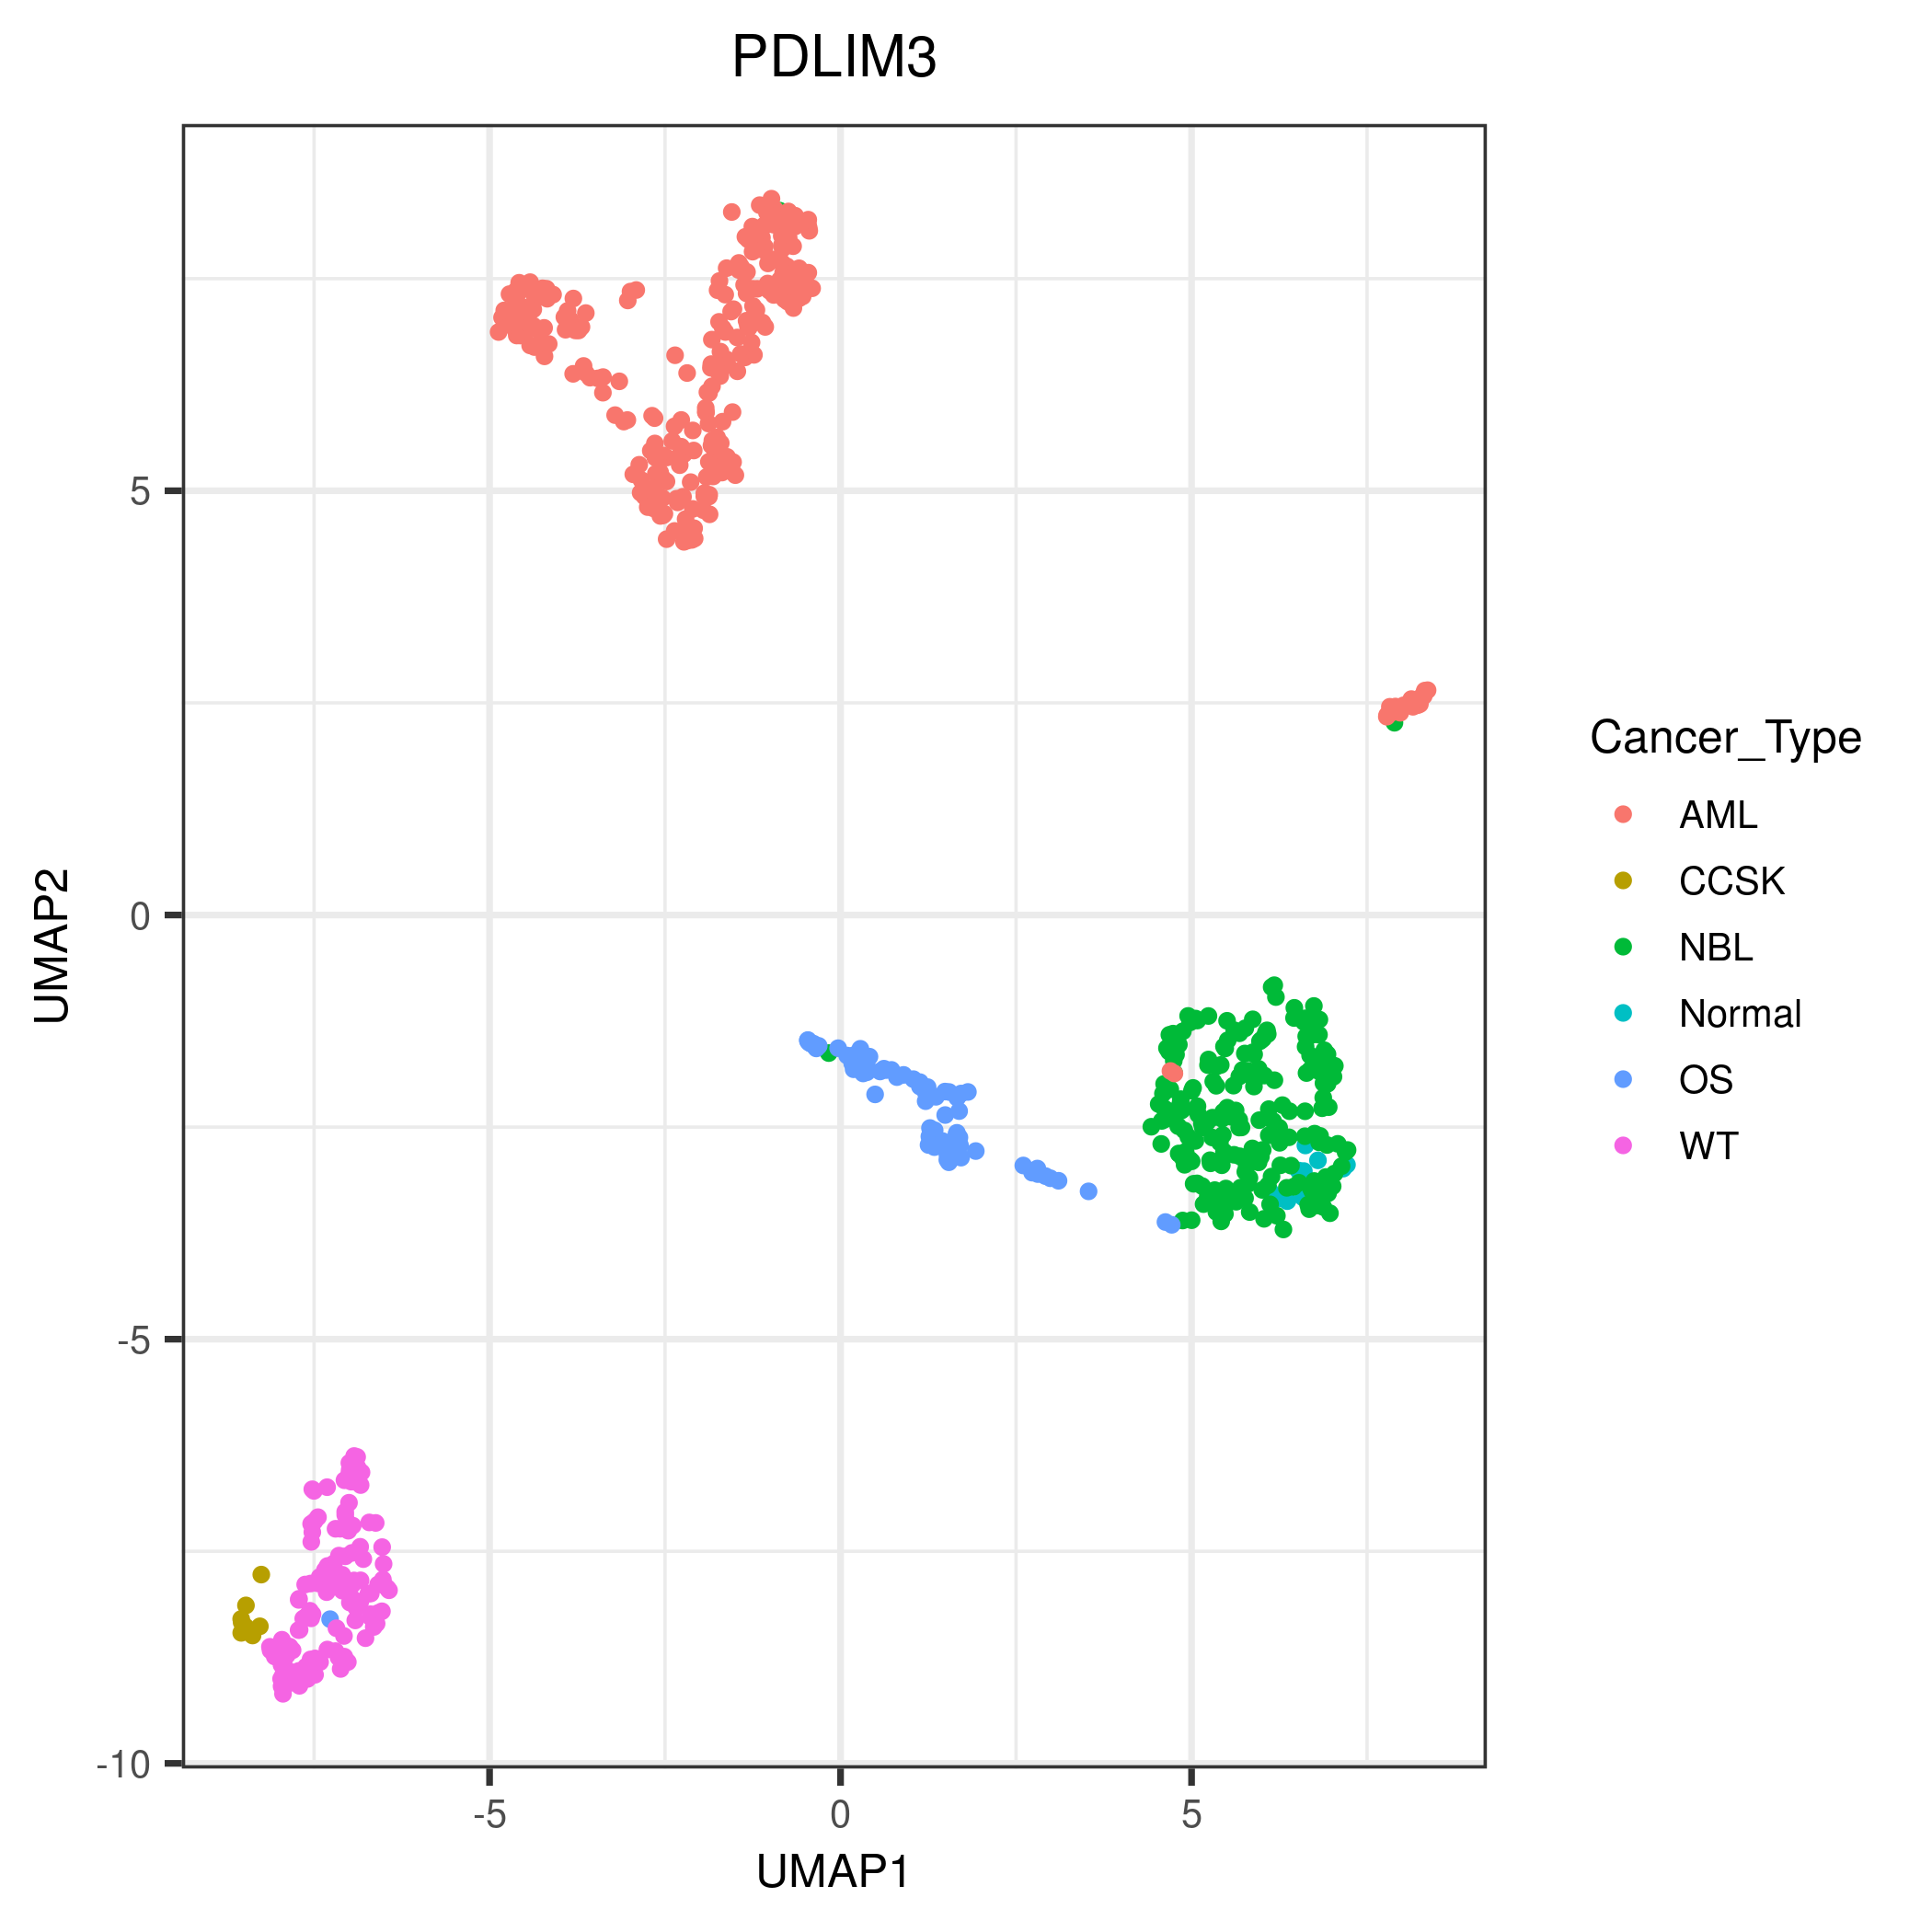 PDLIM3
5
0
-5
-10
UMAP2
-5
0
5
UMAP1
Cancer_Type
AML
CCSK
NBL
Normal
OS
WT